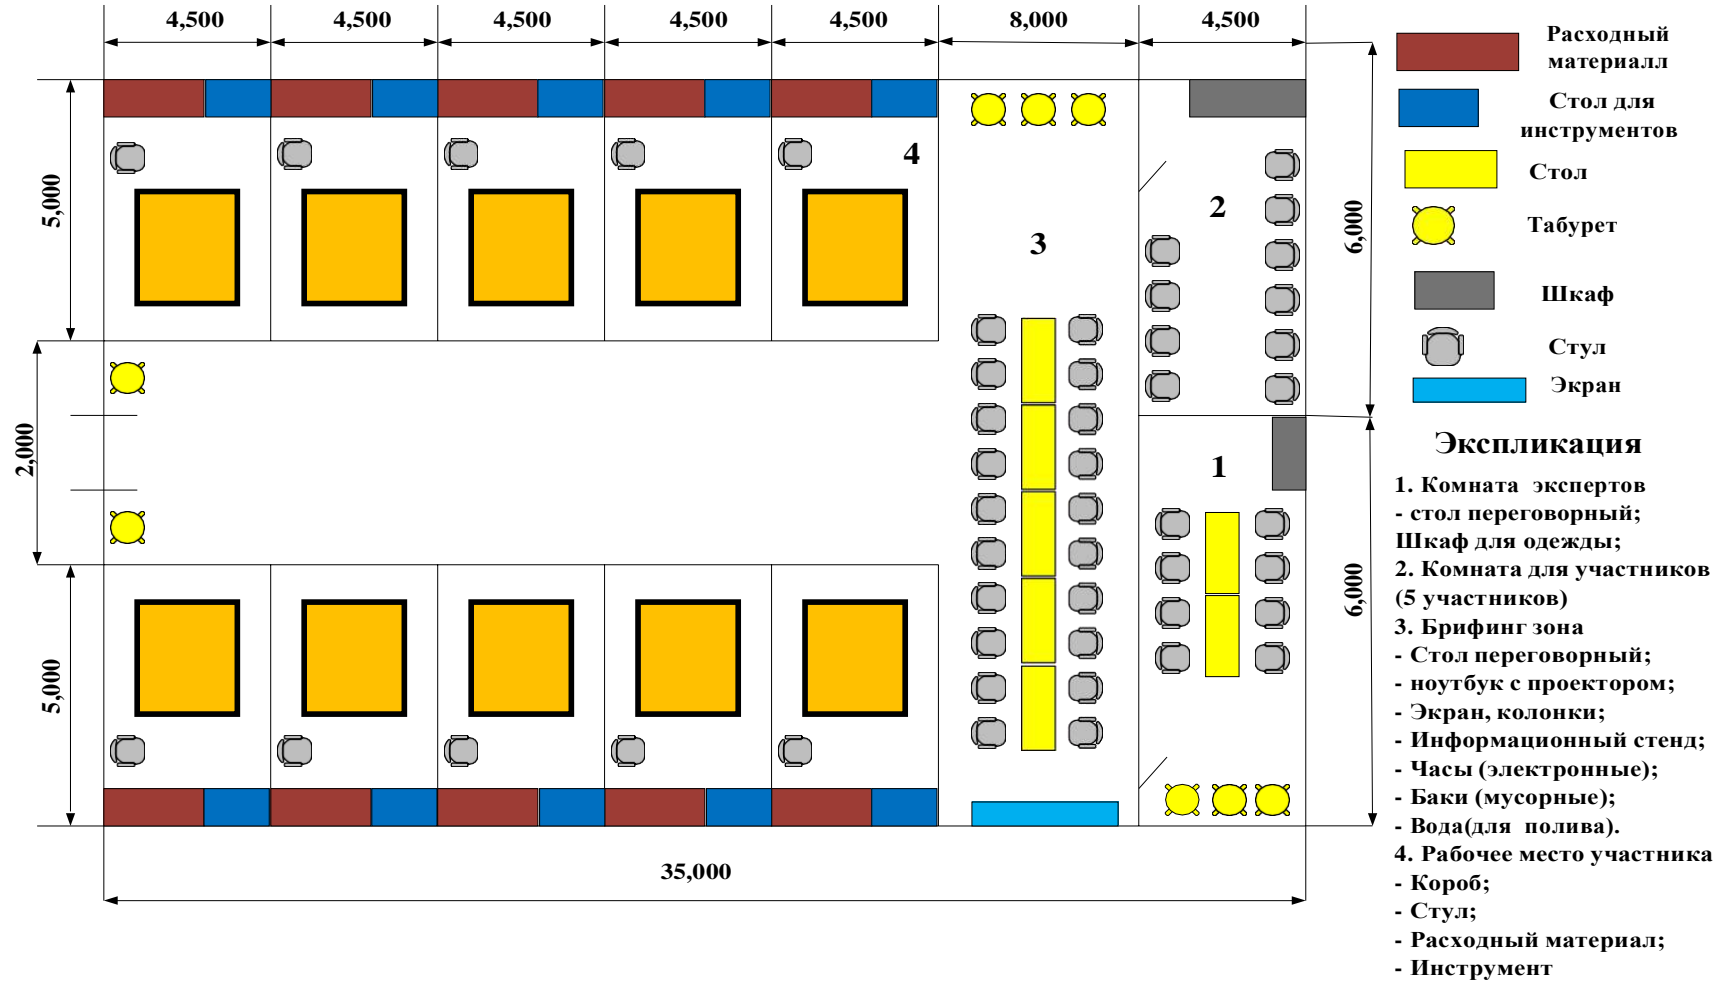 4,500
4,500
4,500
4,500
4,500
8,000
4,500
5,000
2,000
5,000
6,000
6,000
35,000
4
3
2
1
Расходный
материалл
Стол для
инструментов
Стол
Табурет
Шкаф
Стул
Экран
Экспликация
1. Комната экспертов
- стол переговорный;
Шкаф для одежды;
2. Комната для участников
(5 участников)
3. Брифинг зона
- Стол переговорный;
- ноутбук с проектором;
- Экран, колонки;
- Информационный стенд;
- Часы (электронные);
- Баки (мусорные);
- Вода(для полива).
4. Рабочее место участника
- Короб;
- Стул;
- Расходный материал;
- Инструмент